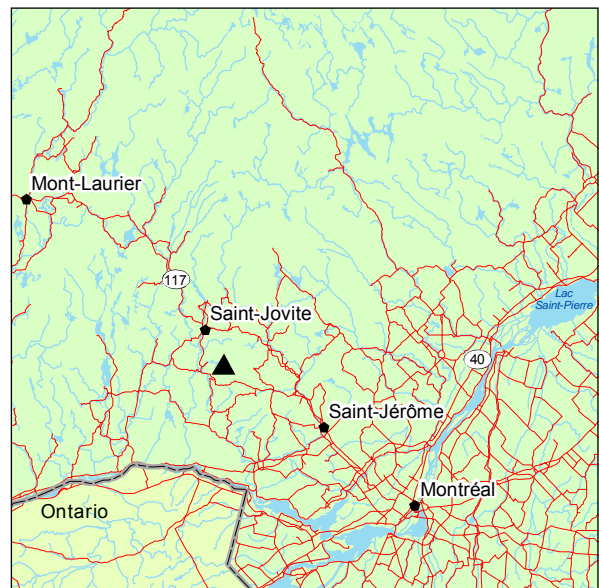 Mont-Laurier
117
Lac
Saint-Pierre
Saint-Jovite
40
Saint-Jérôme
Montréal
Ontario